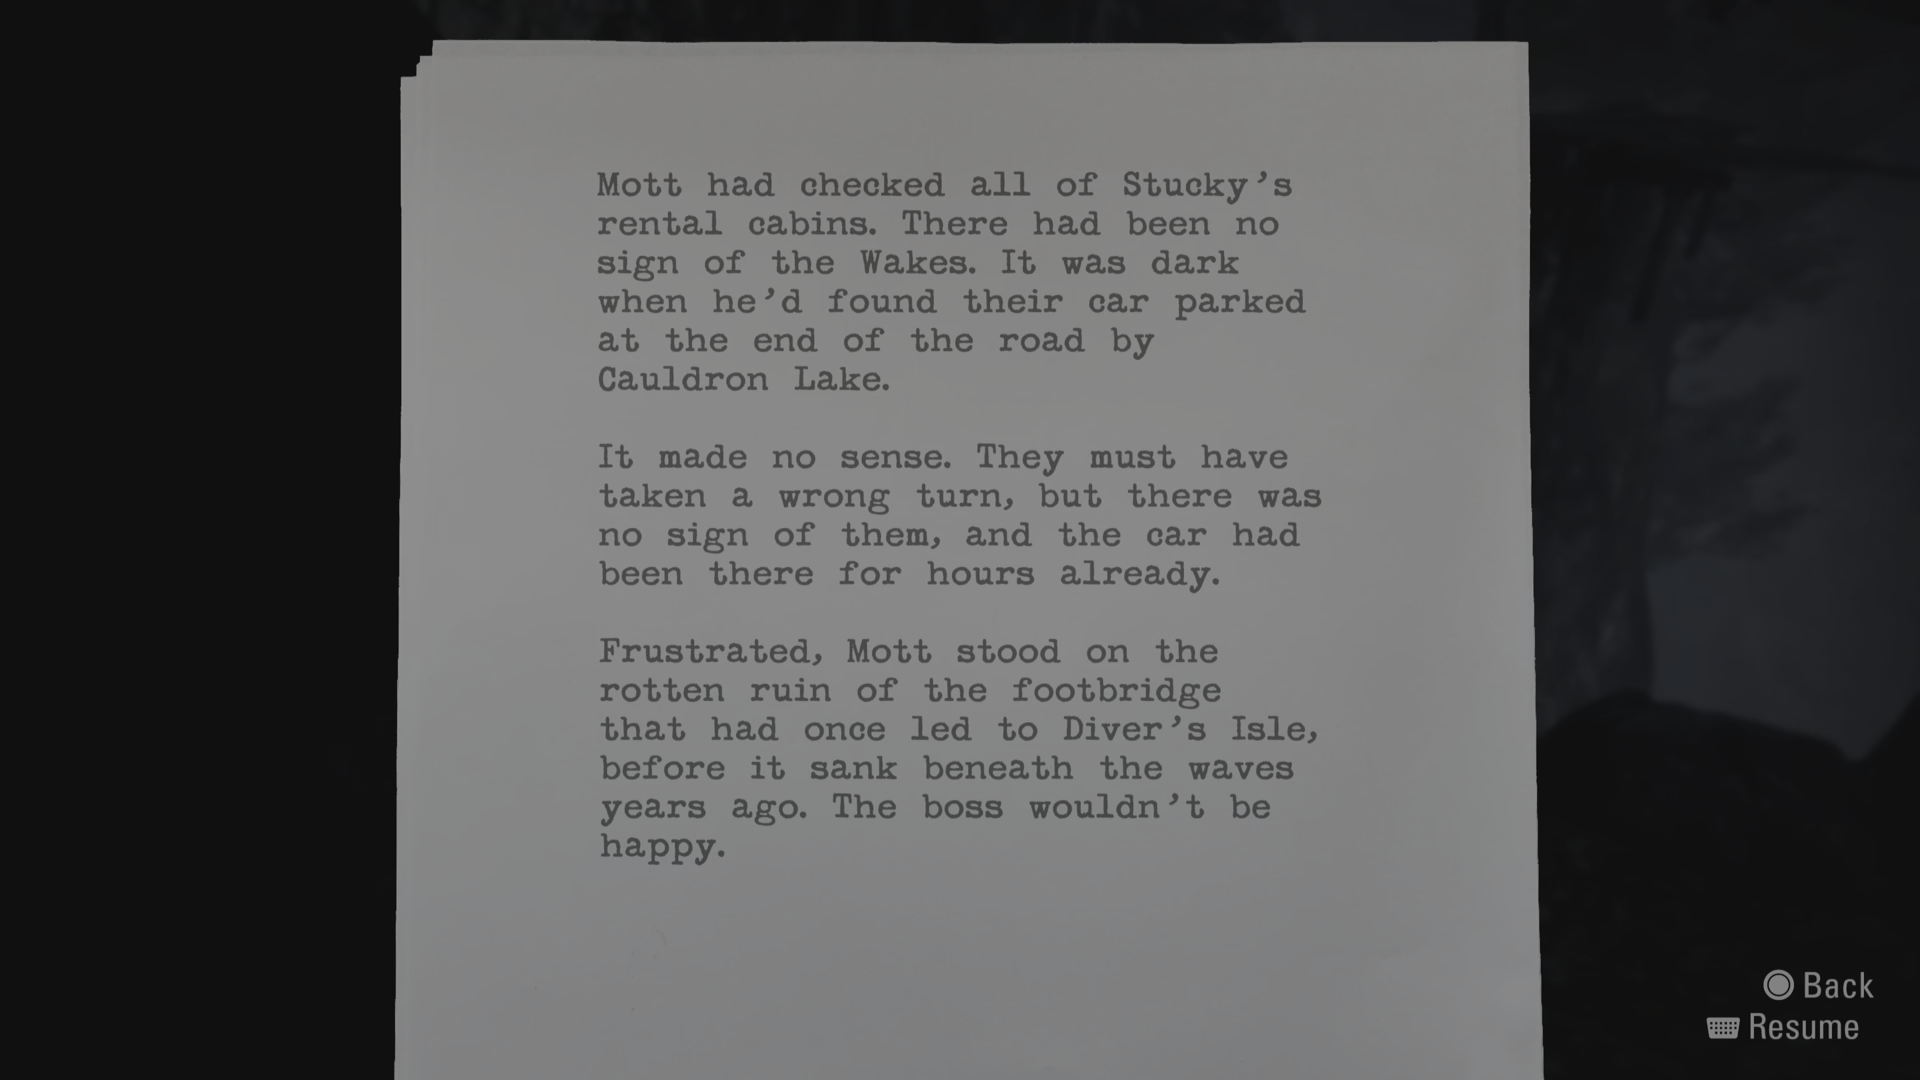 Mott had checked all of Stucky’s
rental cabins. There had been no
sign of the Wakes. It was dark
when he’d found their car parked
at the end of the road by
Cauldron Lake.
It made no sense. They must have
taken a wrong turn, but there was
no sign of them, and the car had
been there for hours already.
Frustrated, Mott stood on the
rotten ruin of the footbridge
that had once led to Diver’s Isle,
before it sank beneath the waves
years ago. The boss wouldn’t be
happy.
Back
Resume